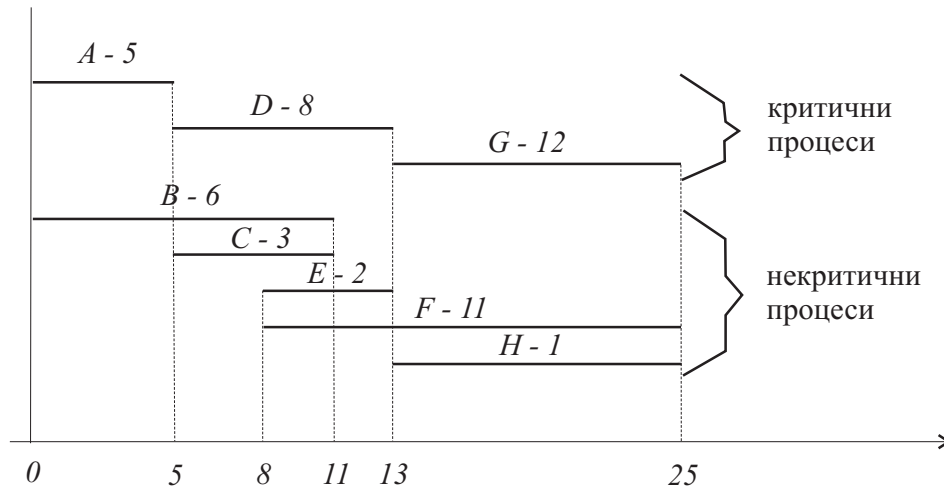 A - 5
D - 8
критични
процеси
G - 12
B - 6
C - 3
E - 2
некритични
процеси
F - 11
H - 1
0 5 8 11 13 25